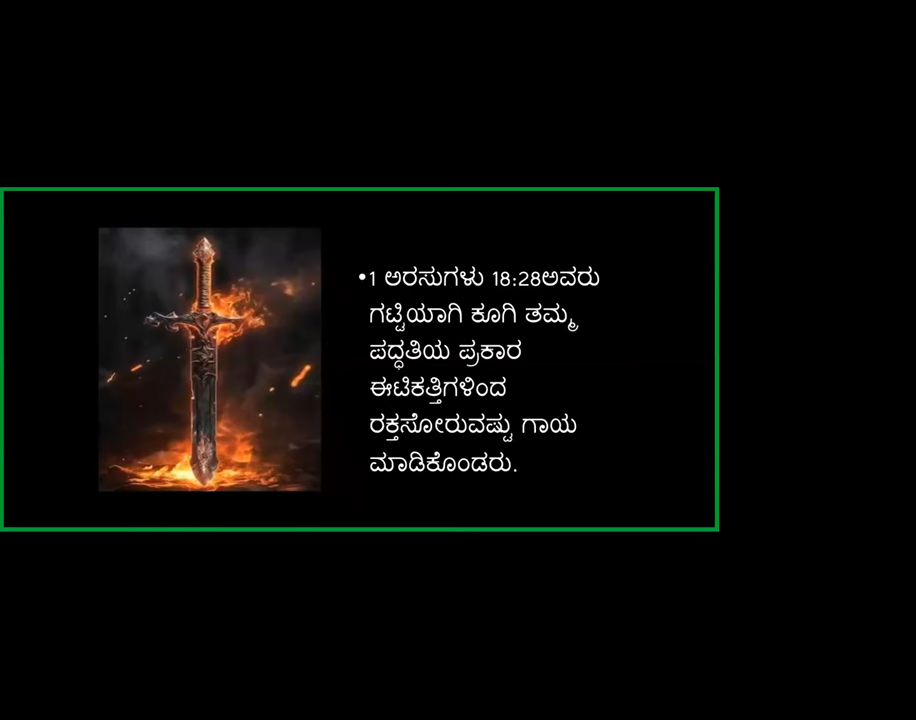 •1 ಅರಸುಗಳು 18:28ಅವರು
ಗಟ್ಟಿಯಾಗಿ ಕೂಗಿ ತಮ್ಮ
ಪದ್ಧತಿಯ ಪ್ರಕಾರ
ಈಟಿಕತ್ತಿಗಳಿಂದ
ರಕ್ತಸೋರುವಷ್ಟು ಗಾಯ
ಮಾಡಿಕೊಂಡರು.